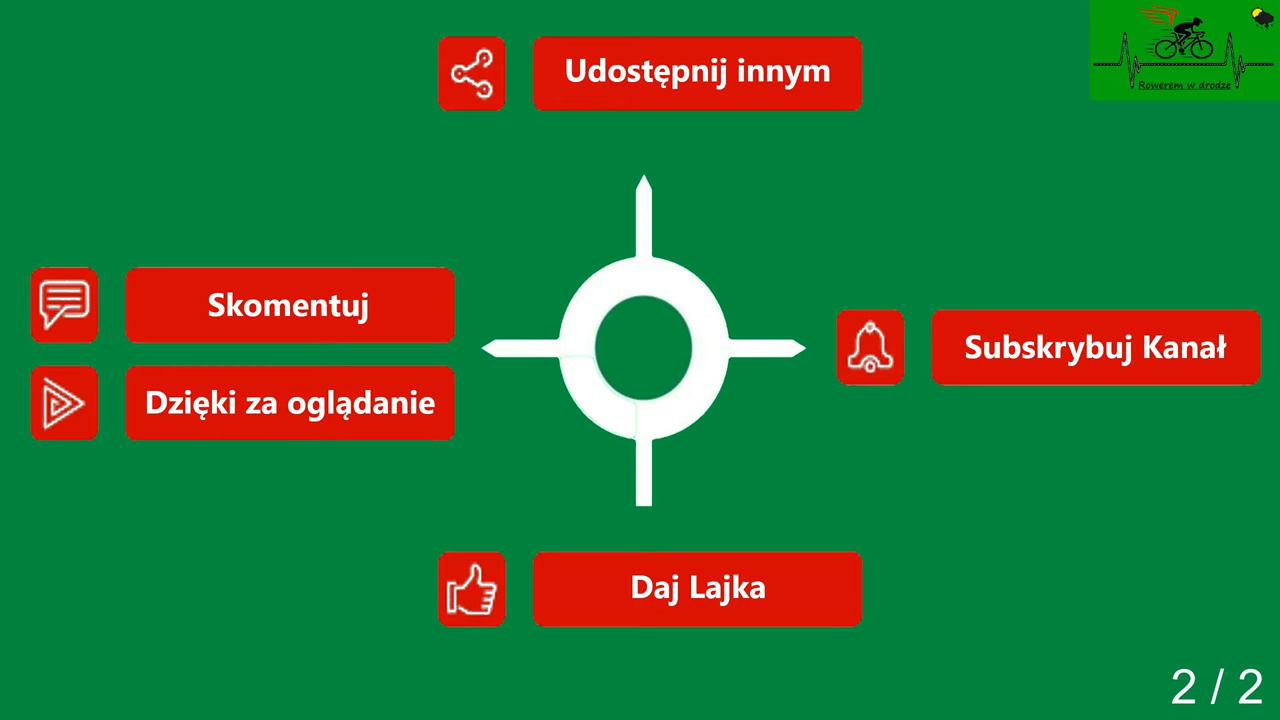 Udostępnij innym
Rowerem w drodze
Skomentuj
Subskrybuj Kanał
Dzięki za oglądanie
Daj Lajka
2 / 2